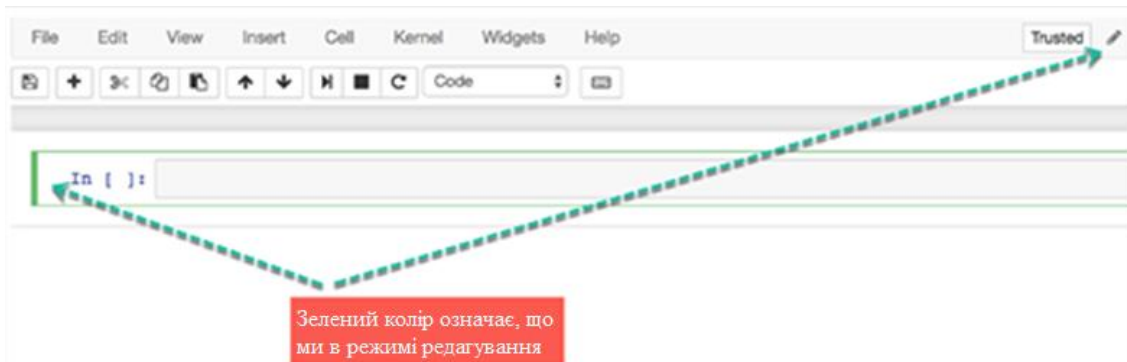 File Edit View Insert Cell Kernel Widgets Help Trusted
Code
In [ ]:
Зелений колір означає, що
ми в режимі редагування